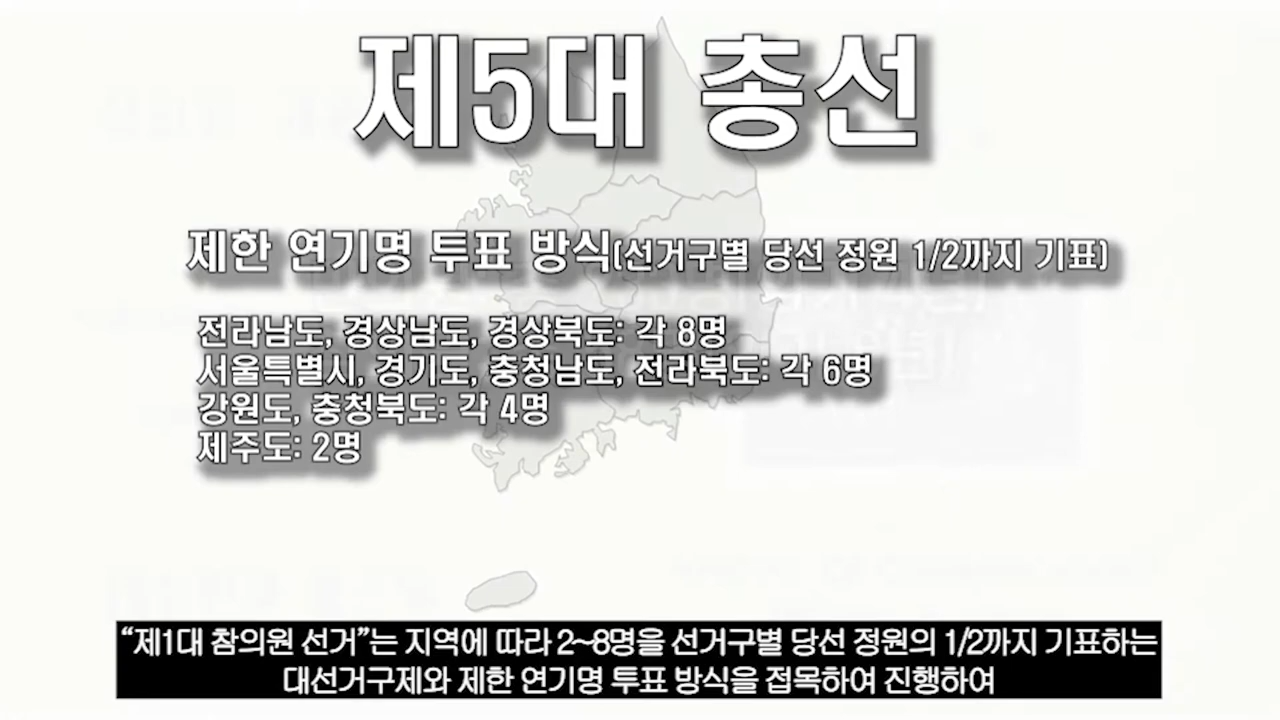 제5대 총선
제한 연기명 투표 방식(선거구별 당선 정원 1/2까지 기표)
전라남도, 경상남도, 경상북도: 각 8명
서울특별시, 경기도, 충청남도, 전라북도: 각 6명
강원도, 충청북도: 각 4명
제주도: 2명
“제1대 참의원 선거”는 지역에 따라 2~8명을 선거구별 당선 정원의 1/2까지 기표하는
대선거구제와 제한 연기명 투표 방식을 접목하여 진행하여